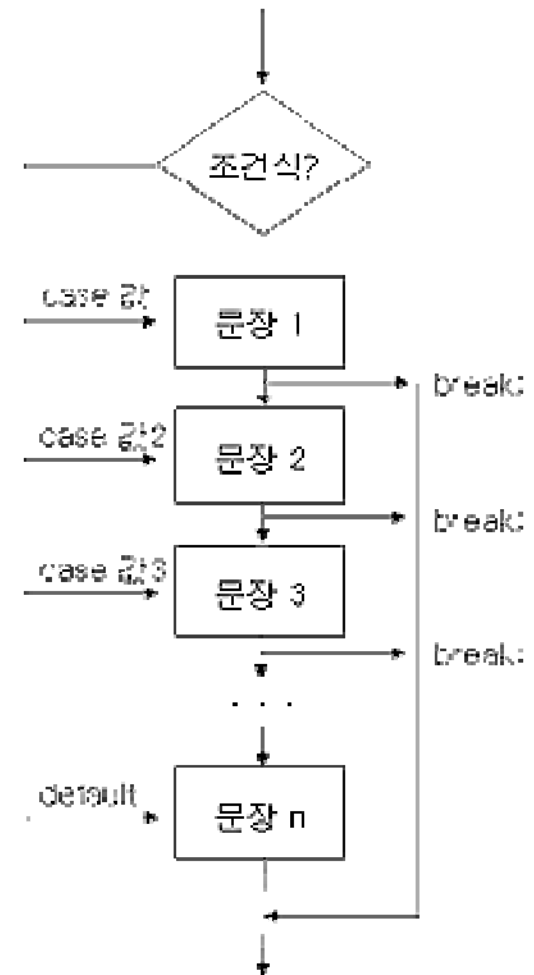 조건식?
case 값
문장 1
break;
case 값2
문장 2
break;
case 값3
문장 3
break;
. . .
default
문장 n